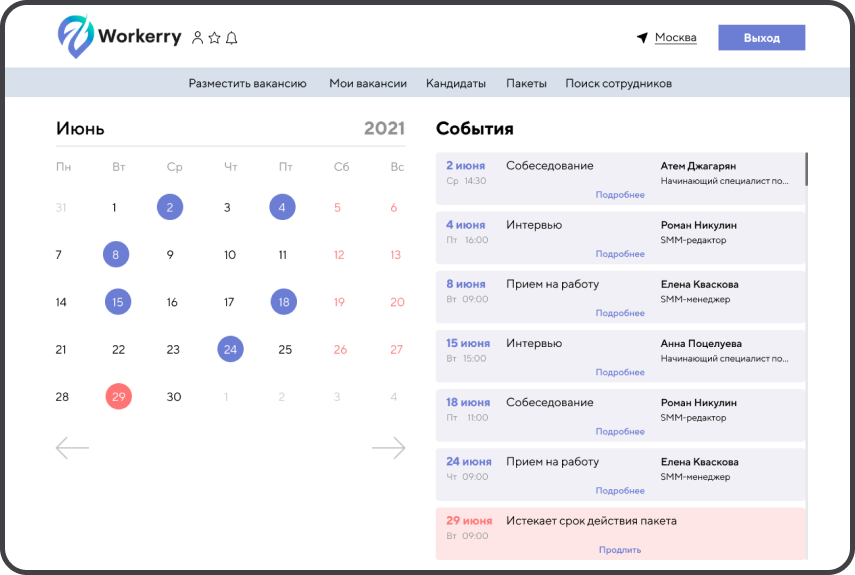 Workerry
Москва
Выход
Разместить вакансию Мои вакансии Кандидаты Пакеты Поиск сотрудников
Июнь 2021
Пн Вт Ср Чт Пт Сб Вс
31 1 2 3 4 5 6
7 8 9 10 11 12 13
14 15 16 17 18 19 20
21 22 23 24 25 26 27
28 29 30 1 2 3 4
События
2 июня Собеседование Атем Джагарян
Ср 14:30 Начинающий специалист по...
Подробнее
4 июня Интервью Роман Никулин
Пт 16:00 SMM-редактор
Подробнее
8 июня Прием на работу Елена Кваскова
Вт 09:00 SMM-менеджер
Подробнее
15 июня Интервью Анна Поцелуева
Вт 15:00 Начинающий специалист по...
Подробнее
18 июня Собеседование Роман Никулин
Пт 11:00 SMM-редактор
Подробнее
24 июня Прием на работу Елена Кваскова
Чт 09:00 SMM-менеджер
Подробнее
29 июня Истекает срок действия пакета
Вт 09:00
Продлить